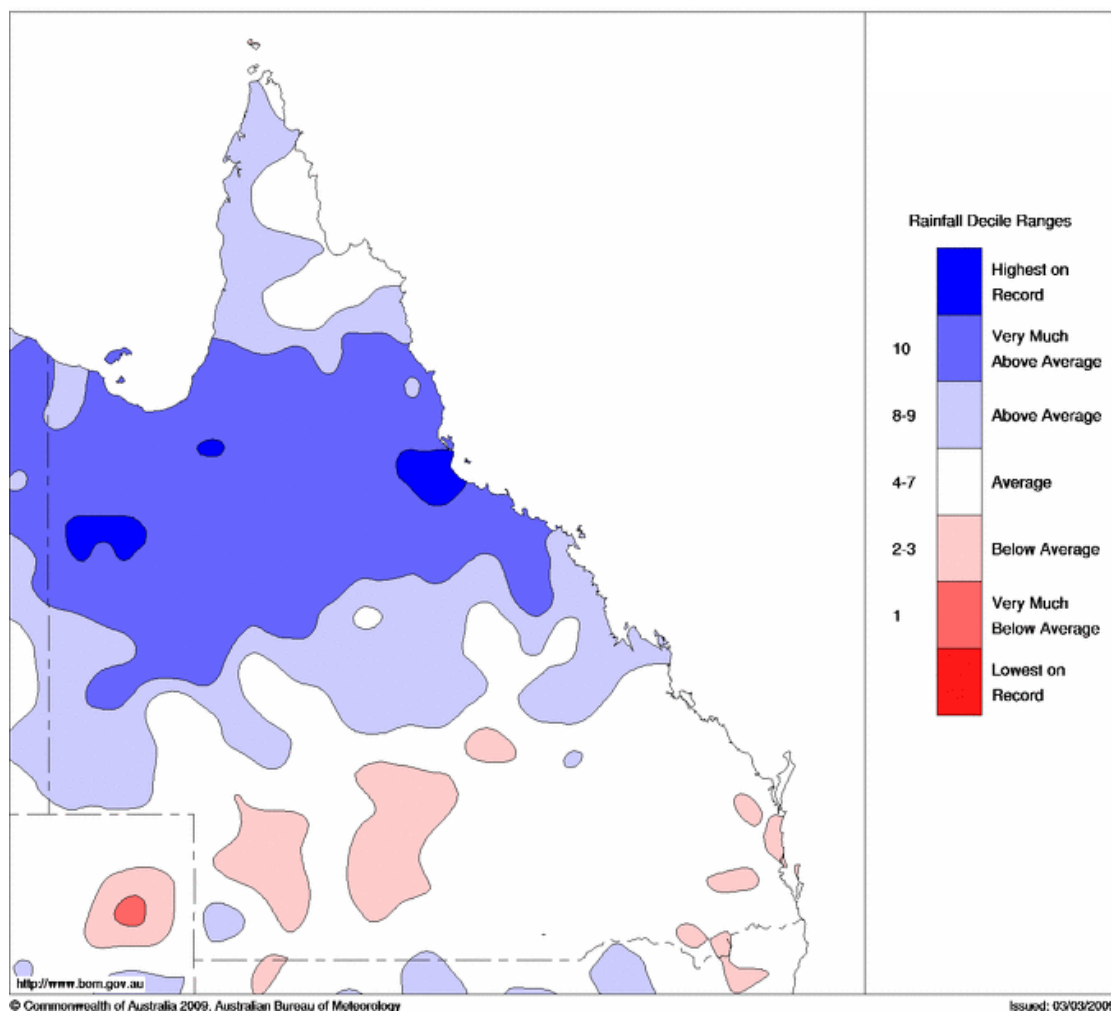 Rainfall Decile Ranges
Highest on
Record
10
Very Much
Above Average
8-9
Above Average
4-7
Average
2-3
Below Average
1
Very Much
Below Average
Lowest on
Record
http://www.bom.gov.au
© Commonwealth of Australia 2009, Australian Bureau of Meteorology
Issued: 03/03/2009